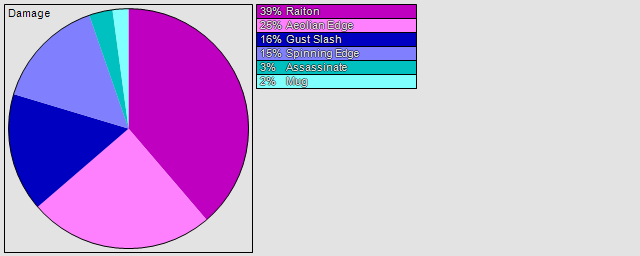 Damage
39% Raiton
25% Aeolian Edge
16% Gust Slash
15% Spinning Edge
3% Assassinate
2% Mug